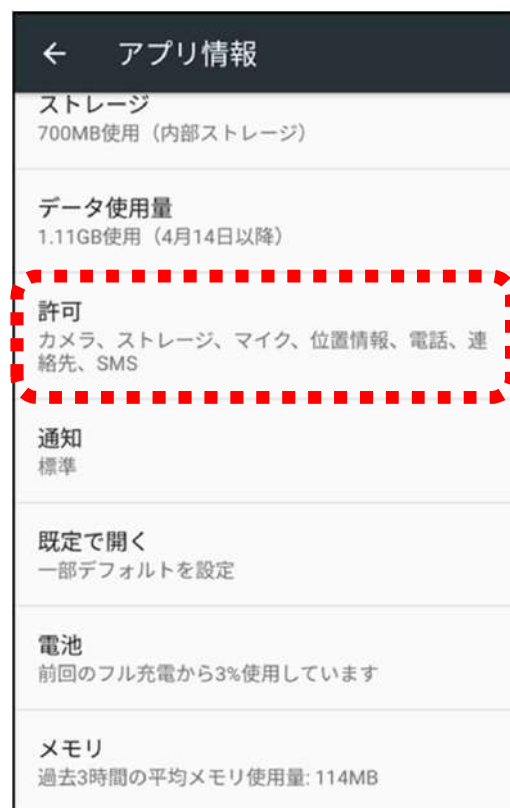 ← アプリ情報
ストレージ
700MB使用（内部ストレージ）
データ使用量
1.11GB使用（4月14日以降）
許可
カメラ、ストレージ、マイク、位置情報、電話、連
絡先、SMS
通知
標準
既定で開く
一部デフォルトを設定
電池
前回のフル充電から3%使用しています
メモリ
過去3時間の平均メモリ使用量: 114MB